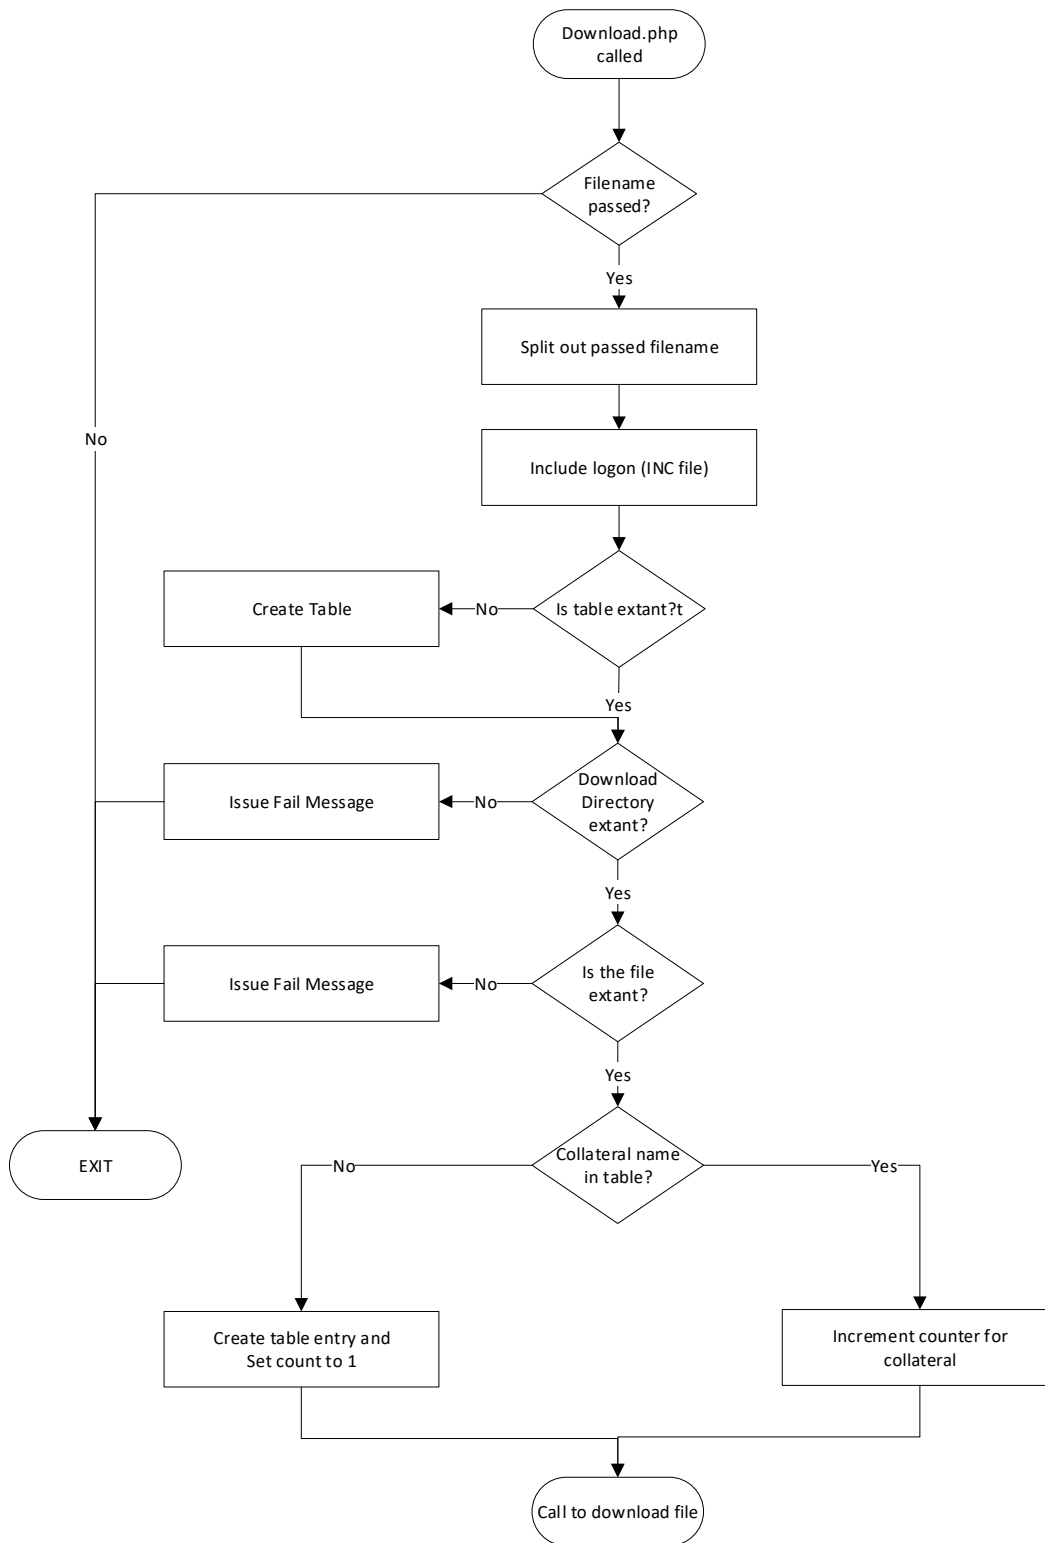 Download.php
called
Filename
passed?
Yes
Split out passed filename
No
Include logon (INC file)
Create Table
No
Is table extant?t
Yes
Issue Fail Message
No
Download
Directory
extant?
Yes
Issue Fail Message
No
Is the file
extant?
Yes
EXIT
No
Collateral name
in table?
Yes
Create table entry and
Set count to 1
Increment counter for
collateral
Call to download file